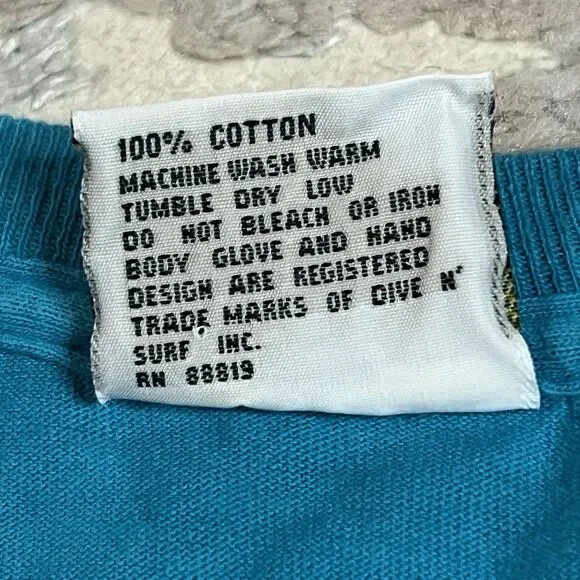 100% COTTON
MACHINE WASH WARM
TUMBLE DRY LOW
DO NOT BLEACH OR IRON
BODY GLOVE AND HAND
DESIGN ARE REGISTERED
TRADE MARKS OF DIVE N'
SURF INC.
RN 88819